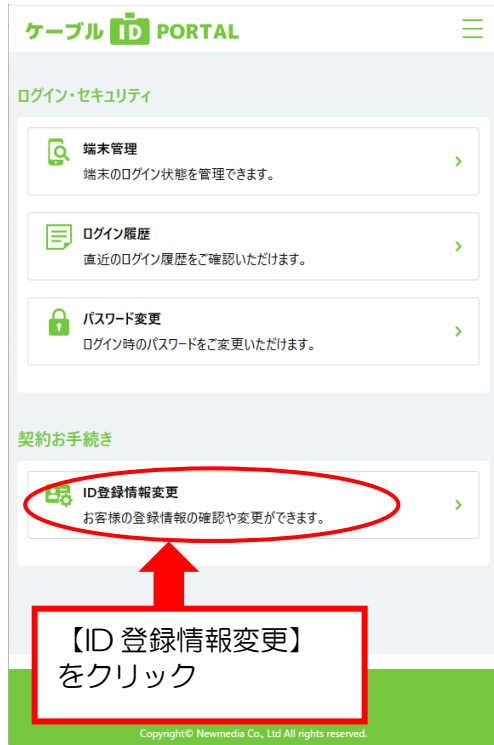 ケーブル ID PORTAL
ログイン・セキュリティ
端末管理
端末のログイン状態を管理できます。
ログイン履歴
直近のログイン履歴をご確認いただけます。
パスワード変更
ログイン時のパスワードをご変更いただけます。
契約お手続き
ID登録情報変更
お客様の登録情報の確認や変更ができます。
【ID 登録情報変更】
をクリック
Copyright© Newmedia Co., Ltd All rights reserved.